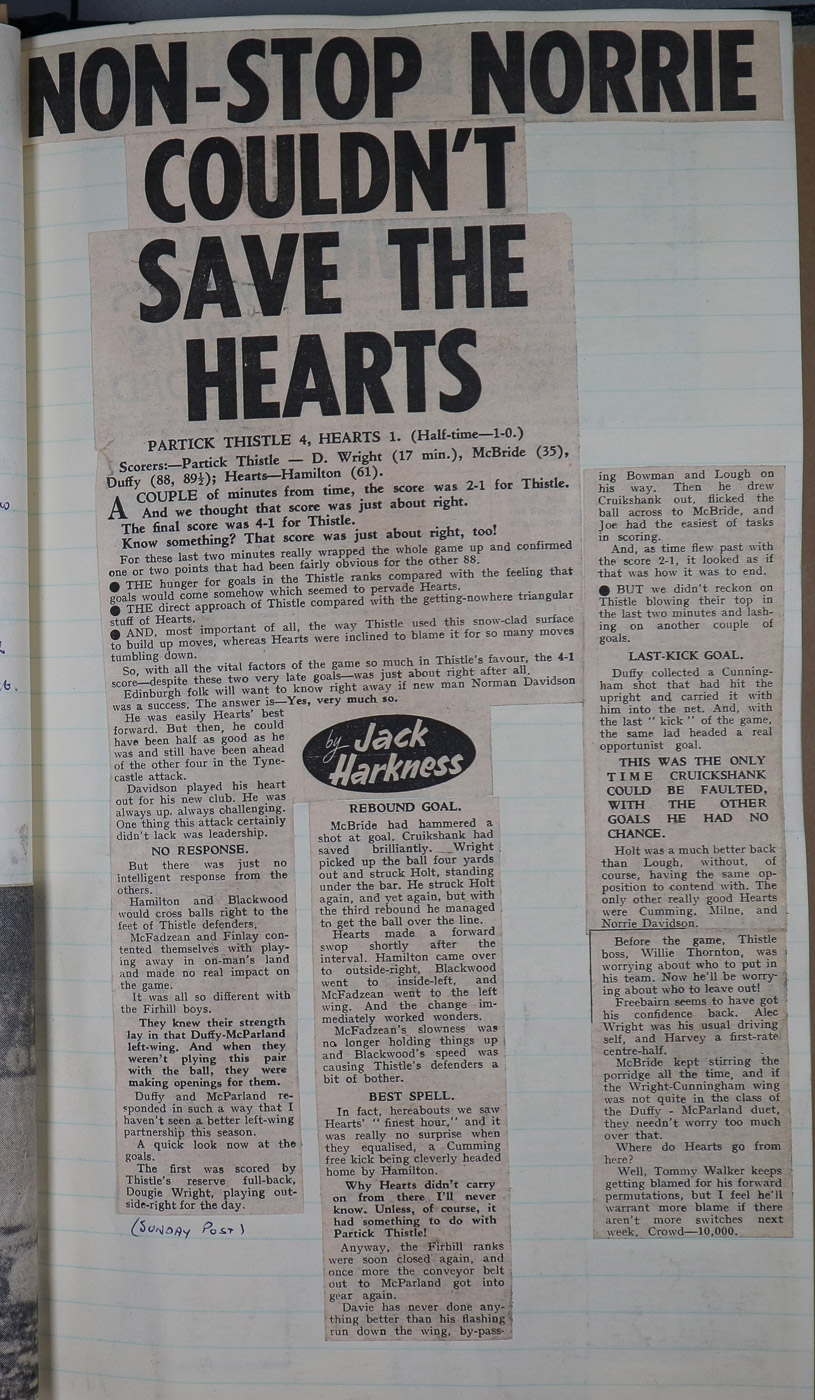 NON-STOP NORRIE
COULDN'T
SAVE THE
HEARTS
PARTICK THISTLE 4, HEARTS 1. (Half-time—1-0.)
Scorers:—Partick Thistle — D. Wright (17 min.), McBride (35),
Duffy (88, 89½); Hearts—Hamilton (61).
A COUPLE of minutes from time, the score was 2-1 for Thistle.
And we thought that score was just about right.
The final score was 4-1 for Thistle.
Know something? That score was just about right, too!
For these last two minutes really wrapped the whole game up and confirmed
one or two points that had been fairly obvious for the other 88.
● THE hunger for goals in the Thistle ranks compared with the feeling that
goals would come somehow which seemed to pervade Hearts.
● THE direct approach of Thistle compared with the getting-nowhere triangular
stuff of Hearts.
● AND, most important of all, the way Thistle used this snow-clad surface
to build up moves, whereas Hearts were inclined to blame it for so many moves
tumbling down.
So, with all the vital factors of the game so much in Thistle's favour, the 4-1
score—despite these two very late goals—was just about right after all.
Edinburgh folk will want to know right away if new man Norman Davidson
was a success. The answer is—Yes, very much so.
He was easily Hearts' best
forward. But then, he could
have been half as good as he
was and still have been ahead
of the other four in the Tyne-
castle attack.
Davidson played his heart
out for his new club. He was
always up, always challenging.
One thing this attack certainly
didn't lack was leadership.
NO RESPONSE.
But there was just no
intelligent response from the
others.
Hamilton and Blackwood
would cross balls right to the
feet of Thistle defenders.
McFadzean and Finlay con-
tented themselves with play-
ing away in on-man's land
and made no real impact on
the game.
It was all so different with
the Firhill boys.
They knew their strength
lay in that Duffy-McParland
left-wing. And when they
weren't plying this pair
with the ball, they were
making openings for them.
Duffy and McParland re-
sponded in such a way that I
haven't seen a better left-wing
partnership this season.
A quick look now at the
goals.
The first was scored by
Thistle's reserve full-back,
Dougie Wright, playing out-
side-right for the day.
(SUNDAY POST)
by Jack
Harkness
REBOUND GOAL.
McBride had hammered a
shot at goal. Cruikshank had
saved brilliantly. Wright
picked up the ball four yards
out and struck Holt, standing
under the bar. He struck Holt
again, and yet again, but with
the third rebound he managed
to get the ball over the line.
Hearts made a forward
swop shortly after the
interval. Hamilton came over
to outside-right, Blackwood
went to inside-left, and
McFadzean went to the left
wing. And the change im-
mediately worked wonders.
McFadzean's slowness was
no longer holding things up
and Blackwood's speed was
causing Thistle's defenders a
bit of bother.
BEST SPELL.
In fact, hereabouts we saw
Hearts' " finest hour," and it
was really no surprise when
they equalised, a Cumming
free kick being cleverly headed
home by Hamilton.
Why Hearts didn't carry
on from there I'll never
know. Unless, of course, it
had something to do with
Partick Thistle!
Anyway, the Firhill ranks
were soon closed again, and
once more the conveyor belt
out to McParland got into
gear again.
Davie has never done any-
thing better than his flashing
run down the wing, by-pass-
ing Bowman and Lough on
his way. Then he drew
Cruikshank out, flicked the
ball across to McBride, and
Joe had the easiest of tasks
in scoring.
And, as time flew past with
the score 2-1, it looked as if
that was how it was to end.
● BUT we didn't reckon on
Thistle blowing their top in
the last two minutes and lash-
ing on another couple of
goals.
LAST-KICK GOAL.
Duffy collected a Cunning-
ham shot that had hit the
upright and carried it with
him into the net. And, with
the last " kick " of the game,
the same lad headed a real
opportunist goal.
THIS WAS THE ONLY
TIME CRUICKSHANK
COULD BE FAULTED,
WITH THE OTHER
GOALS HE HAD NO
CHANCE.
Holt was a much better back
than Lough, without, of
course, having the same op-
position to contend with. The
only other really good Hearts
were Cumming, Milne, and
Norrie Davidson.
Before the game, Thistle
boss, Willie Thornton, was
worrying about who to put in
his team. Now he'll be worry-
ing about who to leave out!
Freebairn seems to have got
his confidence back. Alec
Wright was his usual driving
self, and Harvey a first-rate
centre-half.
McBride kept stirring the
porridge all the time, and if
the Wright-Cunningham wing
was not quite in the class of
the Duffy - McParland duet,
they needn't worry too much
over that.
Where do Hearts go from
here?
Well, Tommy Walker keeps
getting blamed for his forward
permutations, but I feel he'll
warrant more blame if there
aren't more switches next
week. Crowd—10,000.